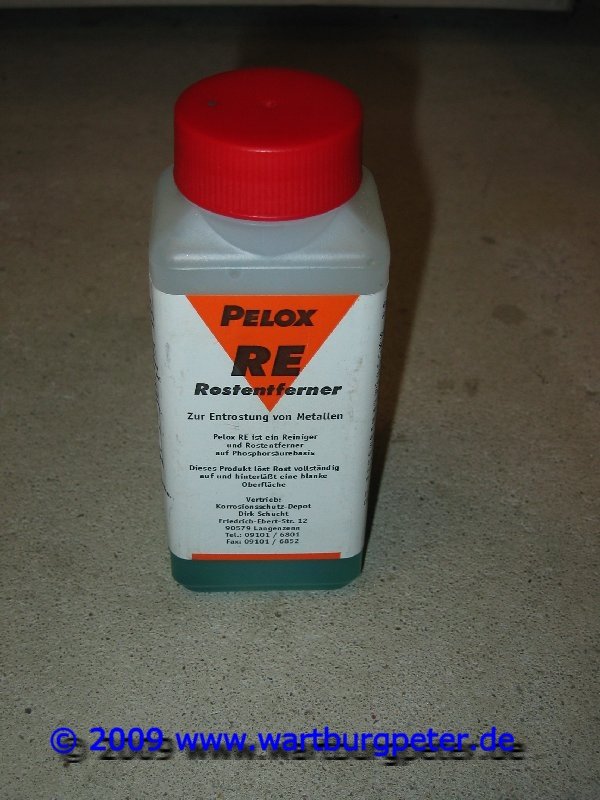 PELOX
RE
Rostentferner
Zur Entrostung von Metallen
Pelox RE ist ein Reiniger
und Rostentferner
auf Phosphorsäurebasis
Dieses Produkt löst Rost vollständig
auf und hinterläßt eine blanke
Oberfläche
Vertrieb:
Korrosionsschutz-Depot
Dirk Schucht
Friedrich-Ebert-Str. 12
90579 Langenzenn
Tel.: 09101 / 6801
Fax: 09101 / 6852
© 2009 www.wartburgpeter.de